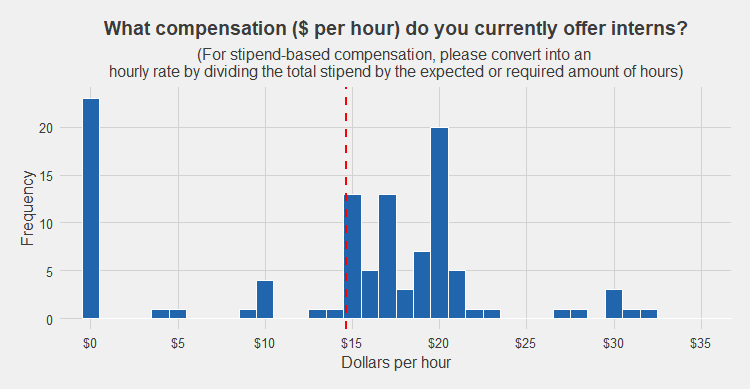 What compensation ($ per hour) do you currently offer interns?
(For stipend-based compensation, please convert into an
hourly rate by dividing the total stipend by the expected or required amount of hours)
Frequency
20
15
10
5
0
$0 $5 $10 $15 $20 $25 $30 $35
Dollars per hour